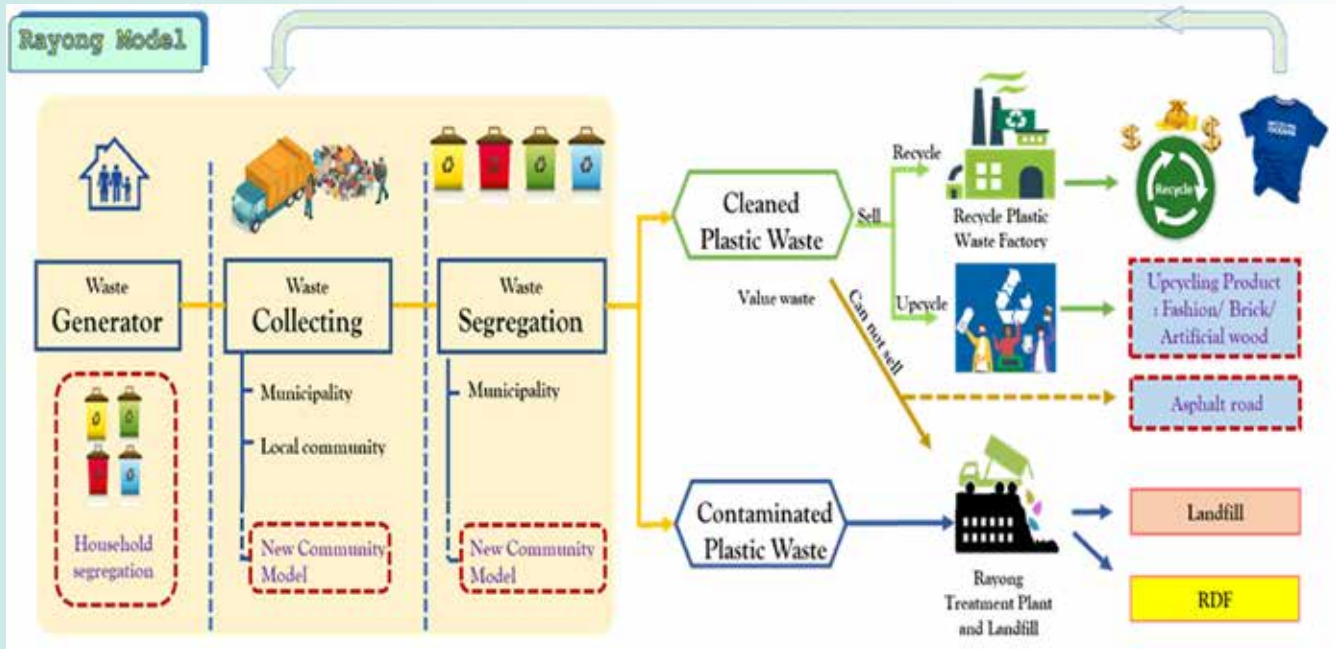 Rayong Model
Waste
Generator
Household
segregation
Waste
Collecting
Municipality
Local community
New Community
Model
Waste
Segregation
Municipality
New Community
Model
Cleaned
Plastic Waste
Value waste
Sell
Can not sell
Recycle
Recycle Plastic
Waste Factory
Recycle
Upcycle
Upcycling Product
: Fashion/ Brick/
Artificial wood
Asphalt road
Contaminated
Plastic Waste
Rayong
Treatment Plant
and Landfill
Landfill
RDF